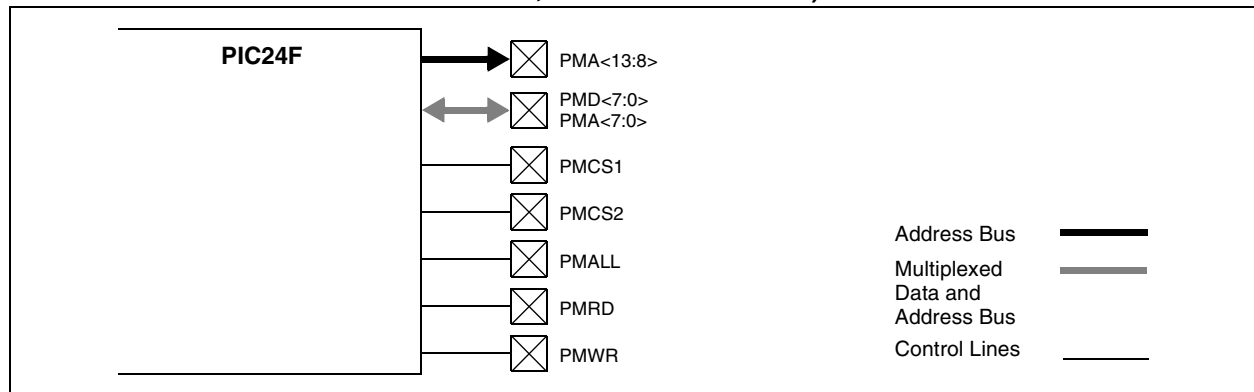 PIC24F
PMA<13:8>
PMD<7:0>
PMA<7:0>
PMCS1
PMCS2
PMALL
PMRD
PMWR
Address Bus
Multiplexed
Data and
Address Bus
Control Lines